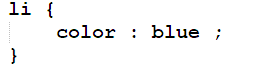 li {
    color : blue ;
}